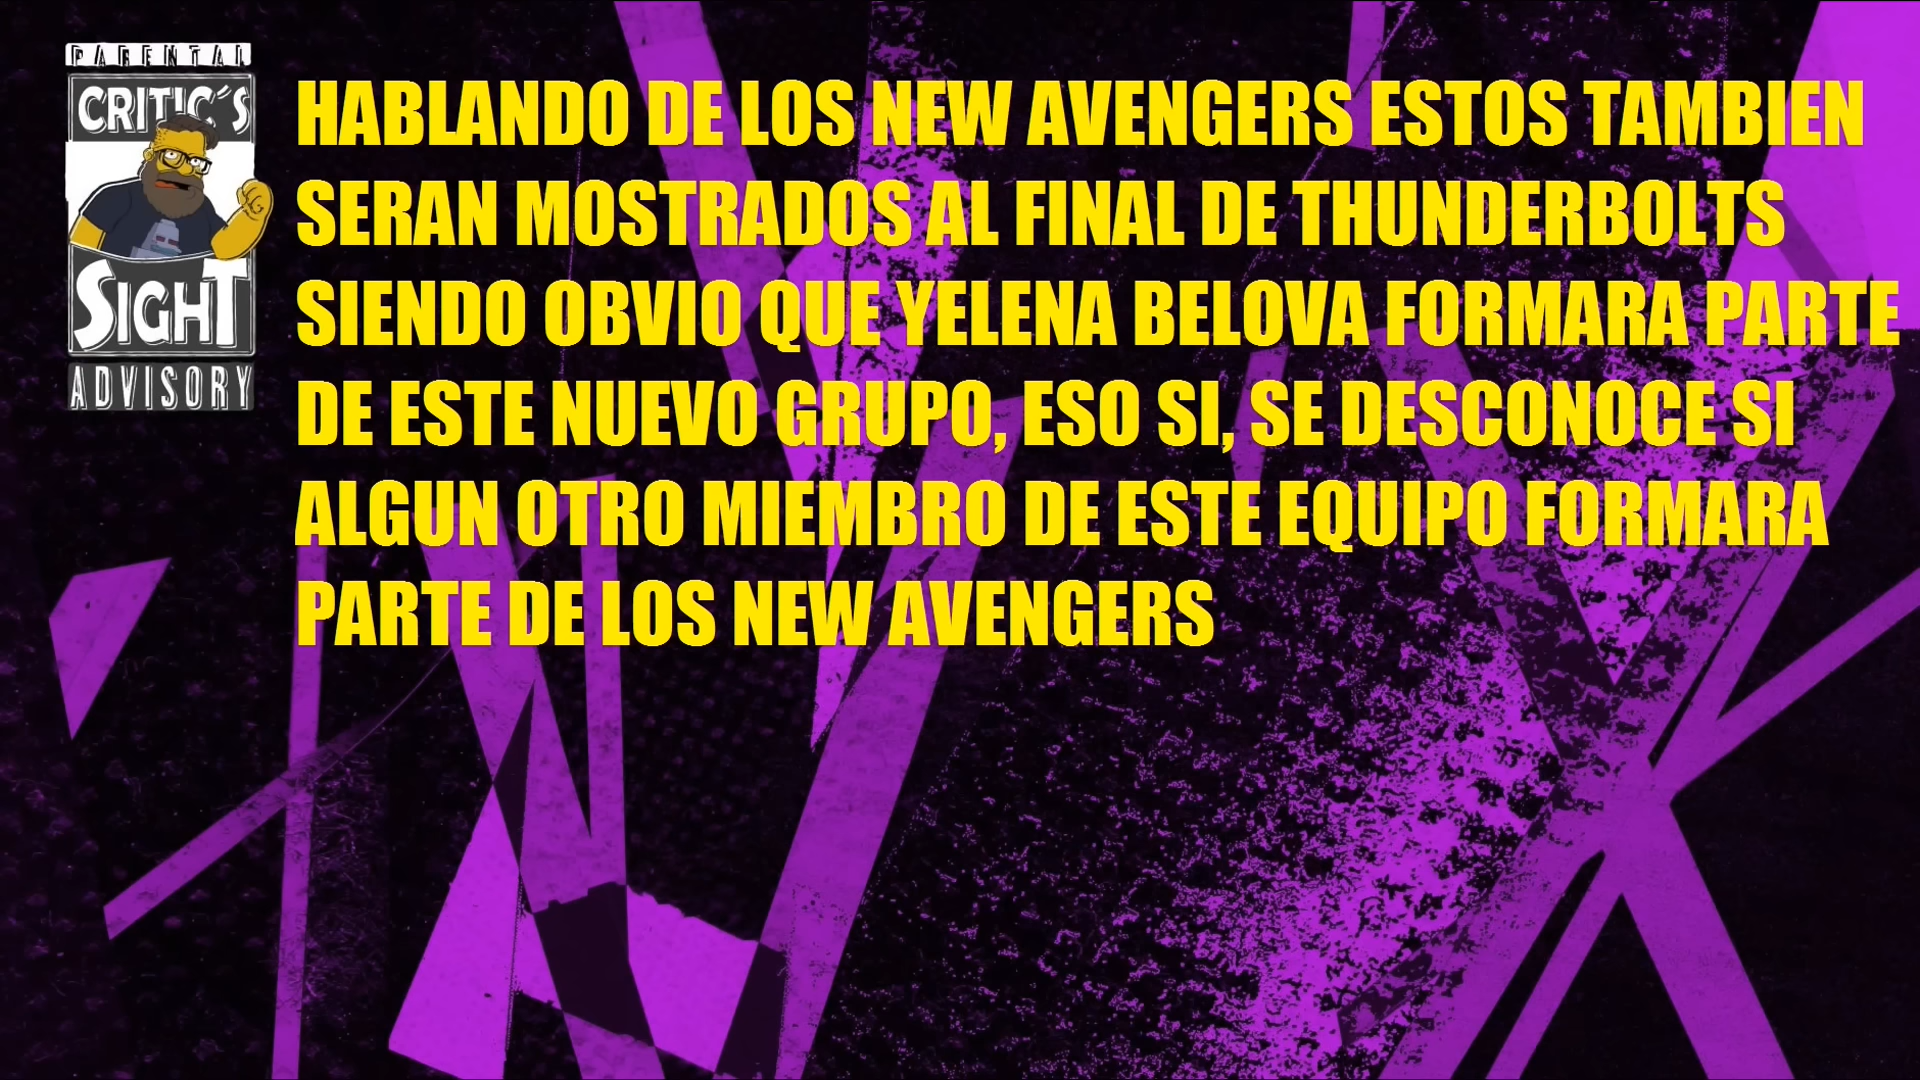 PARENTAL
CRITIC´S
SIGHT
ADVISORY
HABLANDO DE LOS NEW AVENGERS ESTOS TAMBIEN
SERAN MOSTRADOS AL FINAL DE THUNDERBOLTS
SIENDO OBVIO QUE YELENA BELOVA FORMARA PARTE
DE ESTE NUEVO GRUPO, ESO SI, SE DESCONOCE SI
ALGUN OTRO MIEMBRO DE ESTE EQUIPO FORMARA
PARTE DE LOS NEW AVENGERS